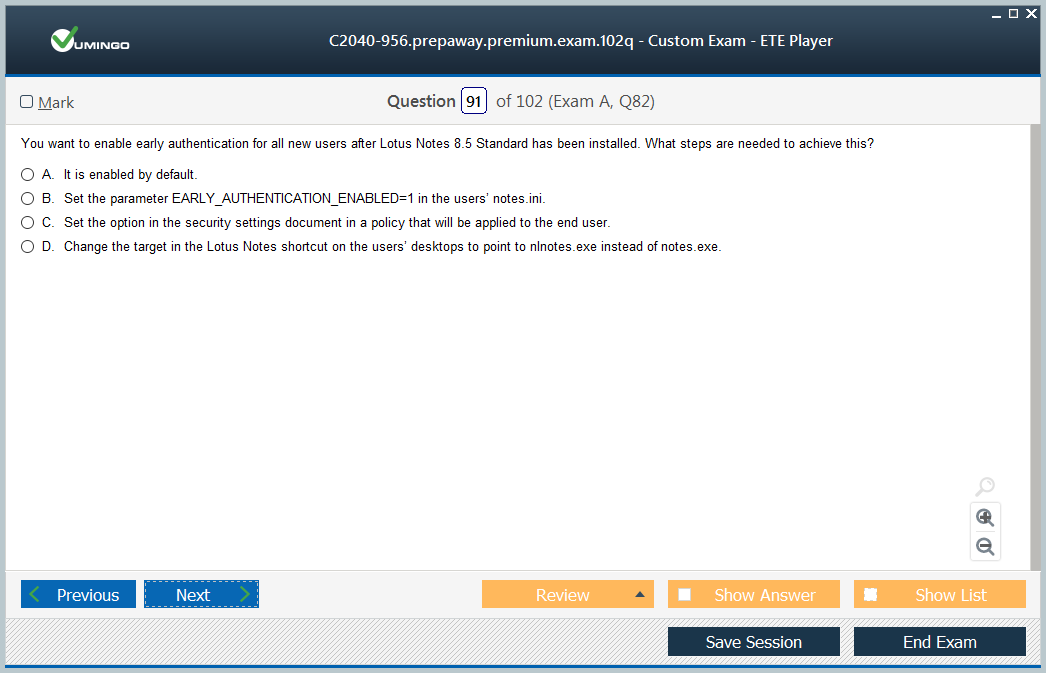 VUMINGO
C2040-956.prepaway.premium.exam.102q - Custom Exam - ETE Player
Mark
Question 91 of 102 (Exam A, Q82)
You want to enable early authentication for all new users after Lotus Notes 8.5 Standard has been installed. What steps are needed to achieve this?
A. It is enabled by default.
B. Set the parameter EARLY_AUTHENTICATION_ENABLED=1 in the users' notes.ini.
C. Set the option in the security settings document in a policy that will be applied to the end user.
D. Change the target in the Lotus Notes shortcut on the users' desktops to point to nlnotes.exe instead of notes.exe.
Previous
Next
Review
Show Answer
Show List
Save Session
End Exam